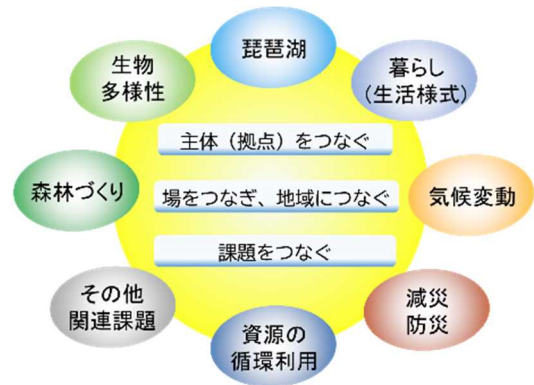 琵琶湖
生物
多様性
暮らし
(生活様式)
主体（拠点）をつなぐ
森林づくり
場をつなぎ、地域につなぐ
気候変動
課題をつなぐ
その他
関連課題
減災
防災
資源の
循環利用